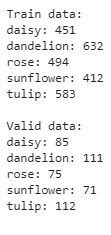 Train data:
daisy: 451
dandelion: 632
rose: 494
sunflower: 412
tulip: 583

Valid data:
daisy: 85
dandelion: 111
rose: 75
sunflower: 71
tulip: 112